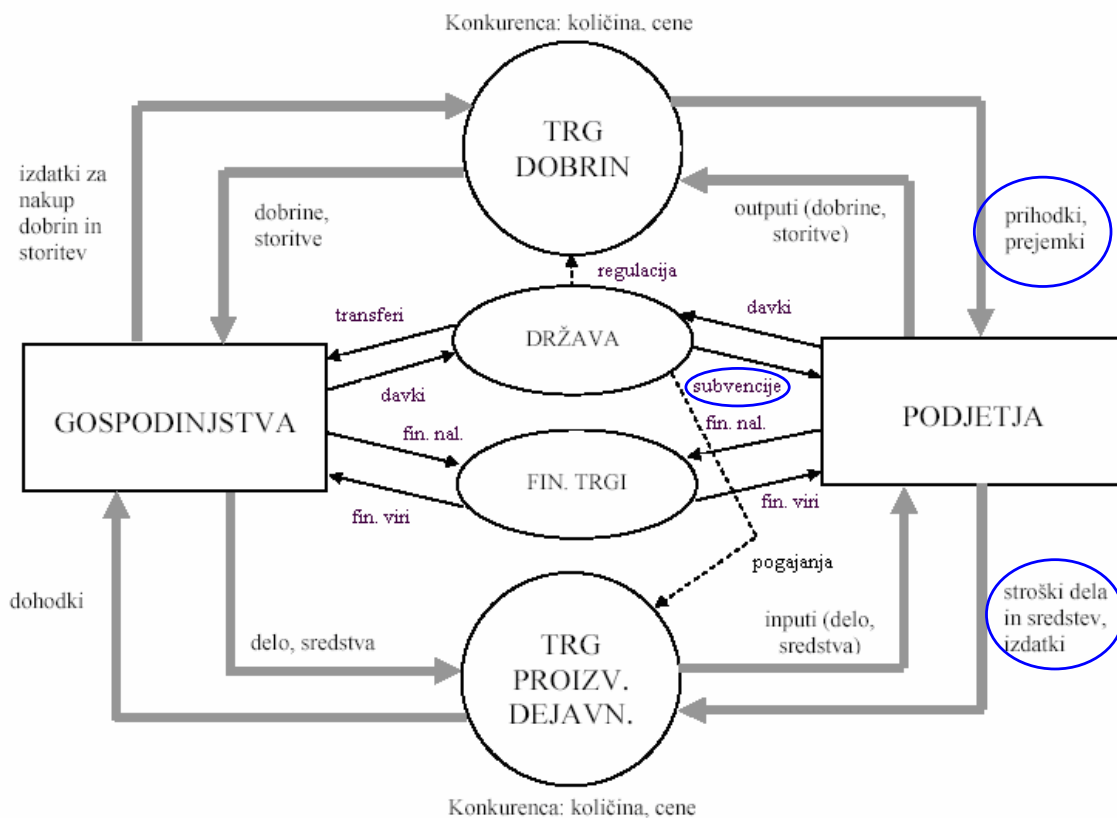 Konkurenca: količina, cene
TRG
DOBRIN
izdatki za
nakup
dobrin in
storitev
dobrine,
storitve
outputi (dobrine,
storitve)
prihodki,
prejemki
regulacija
transferi
davki
DRŽAVA
davki
subvencije
GOSPODINJSTVA
PODJETJA
fin. nal.
fin. nal.
FIN. TRGI
fin. viri
fin. viri
pogajanja
dohodki
delo, sredstva
TRG
PROIZV.
DEJAVN.
inputi (delo,
sredstva)
stroški dela
in sredstev,
izdatki
Konkurenca: količina, cene